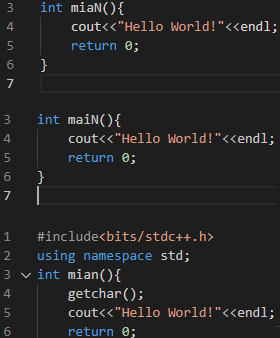 3 int miaN(){
4 cout<<"Hello World!"<<endl;
5 return 0;
6 }
7
3 int maiN(){
4 cout<<"Hello World!"<<endl;
5 return 0;
6 }
7
1 #include<bits/stdc++.h>
2 using namespace std;
3 int mian(){
4 getchar();
5 cout<<"Hello World!"<<endl;
6 return 0;